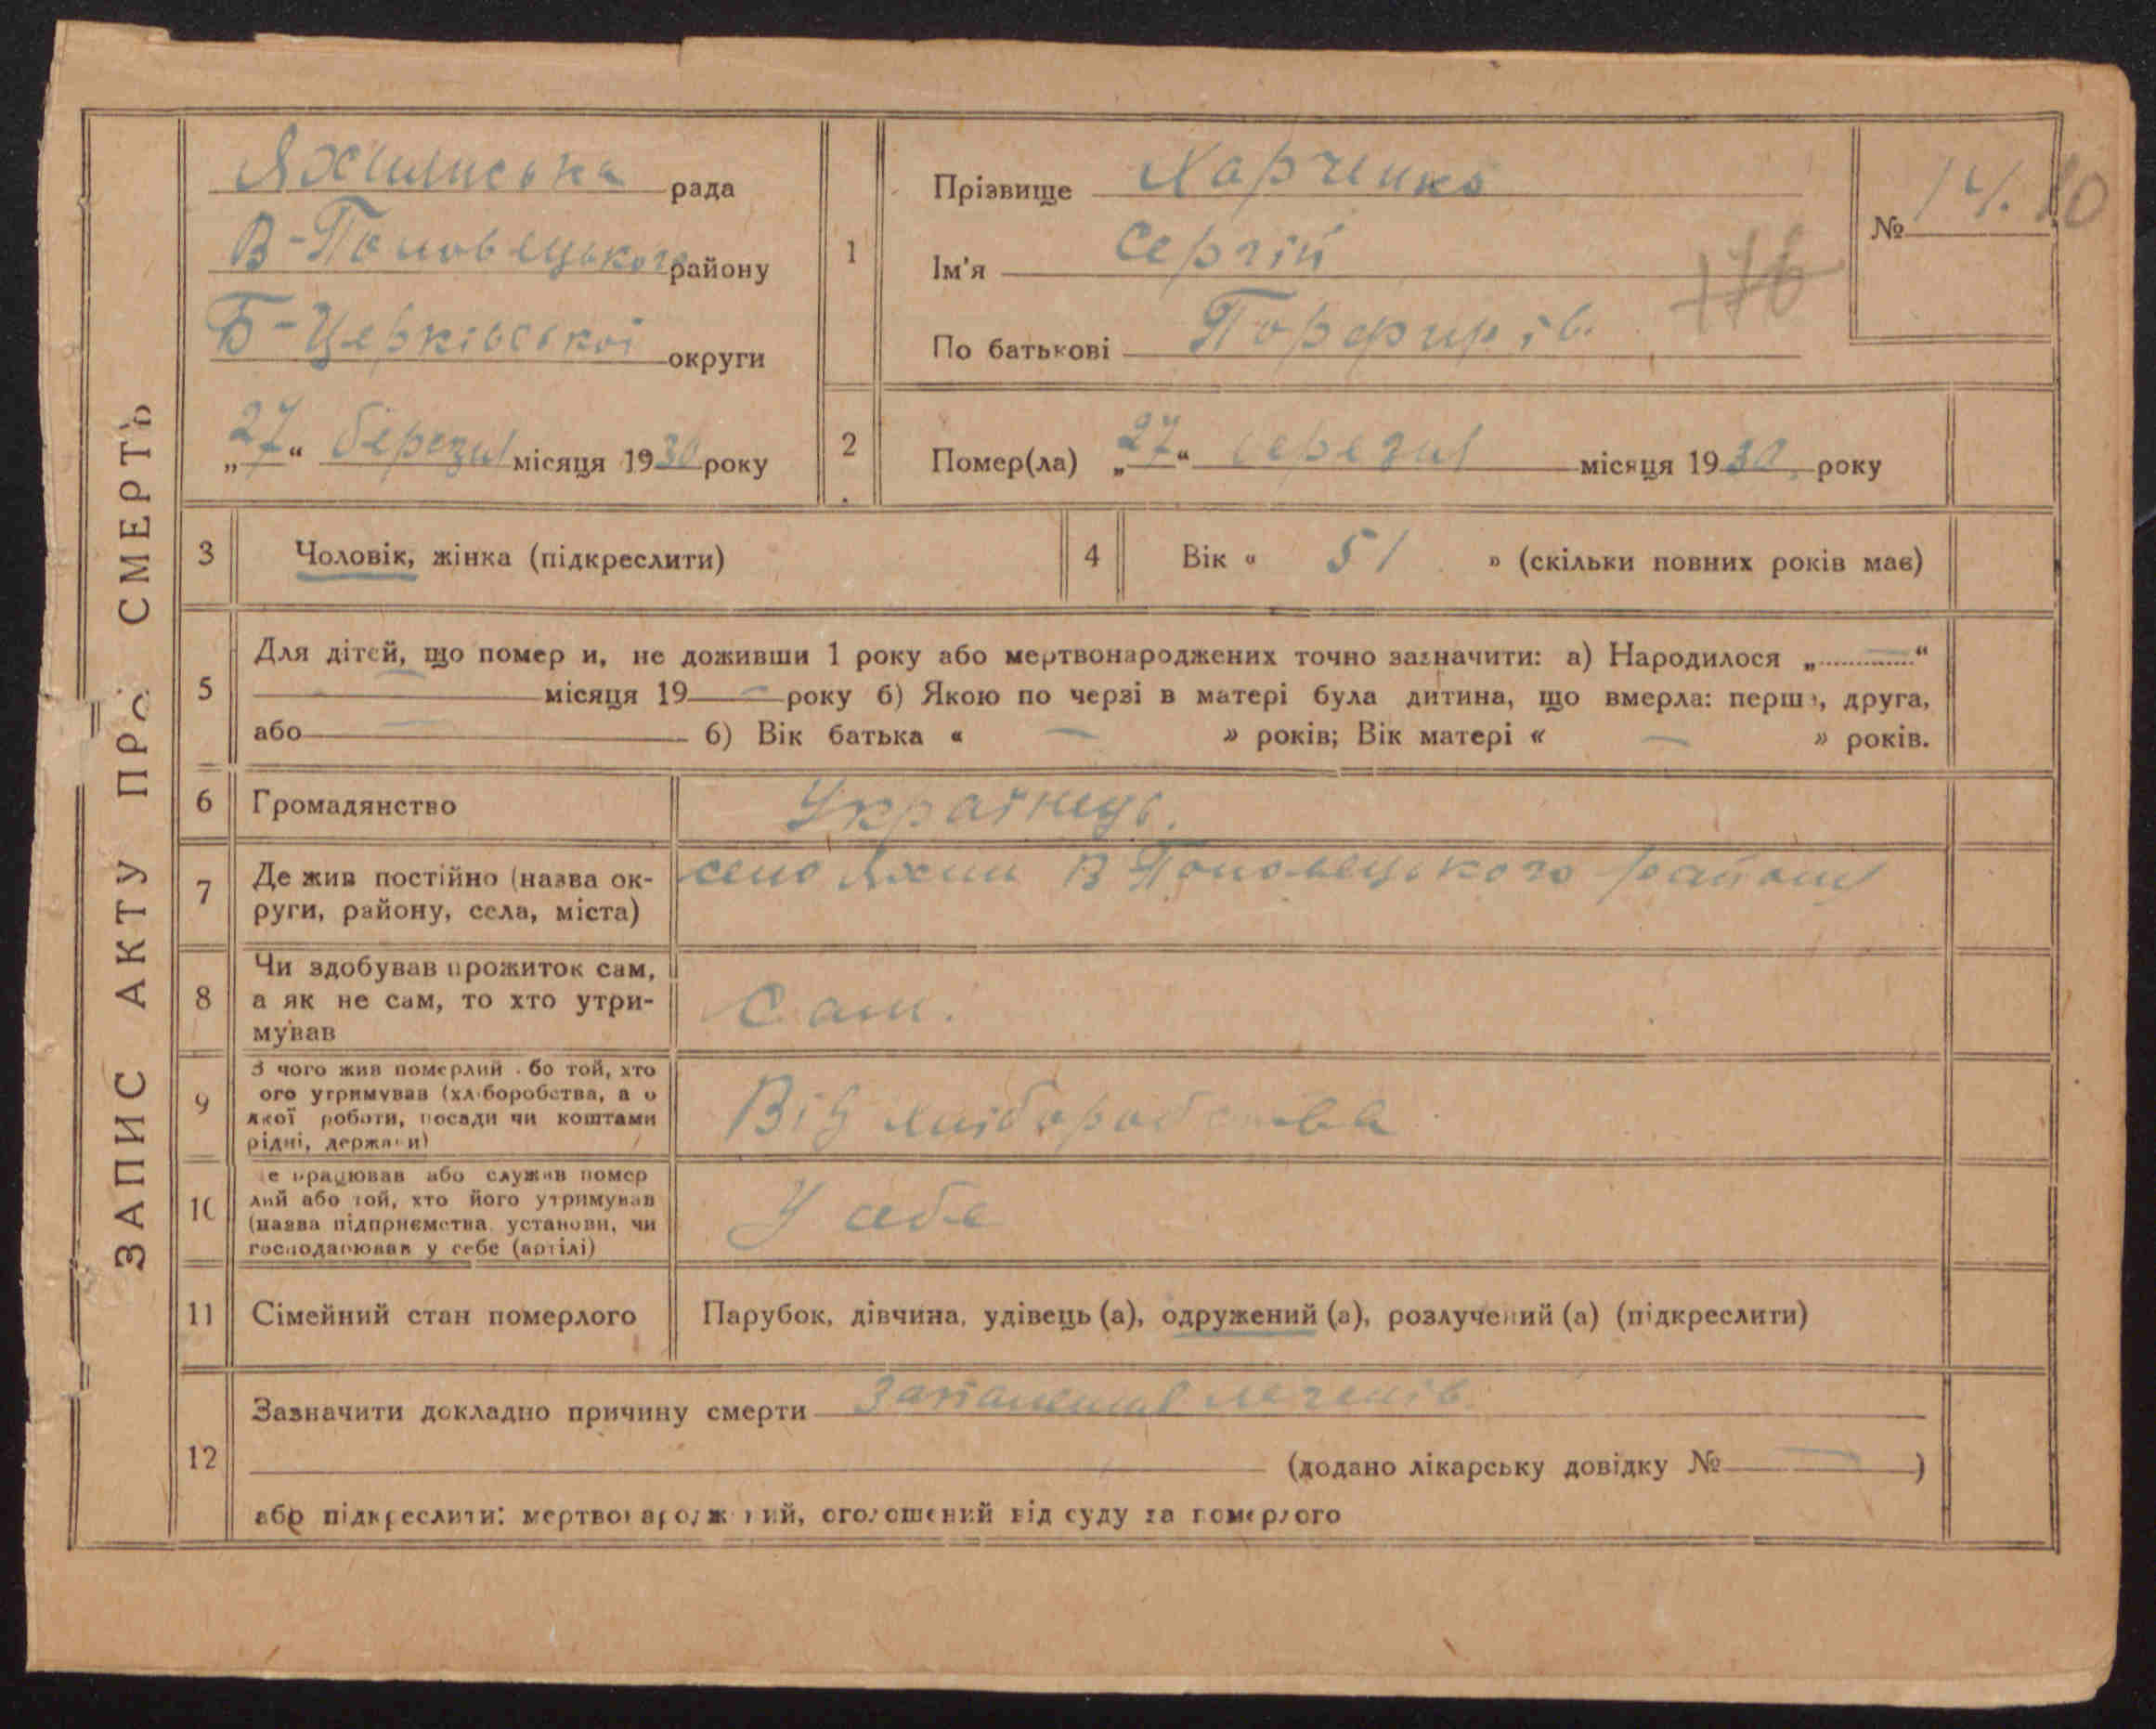 ЗАПИС АКТУ ПРО СМЕРТЬ
Яхнинська рада
В-Половецького району
Б-Церківської округи
„27“ березня місяця 1930 року
1
Прізвище Харченко
Ім'я Сергій
По батькові Порфирів.
№ 14.
2
Помер(ла) „27“ березня місяця 1930 року
3 Чоловік, жінка (підкреслити)
4 Вік « 51 » (скільки повних років має)
5
Для дітей, що померли, не доживши 1 року або мертвонароджених точно зазначити: а) Народилося „ — “
місяця 19 — року б) Якою по черзі в матері була дитина, що вмерла: перша, друга,
або — б) Вік батька « — » років; Вік матері « — » років.
6 Громадянство Українець.
7 Де жив постійно (назва ок-
руги, району, села, міста)
село Яхни В Половецького району
8 Чи здобував прожиток сам,
а як не сам, то хто утри-
мував
Сам.
9 З чого жив померлий або той, хто
його утримував (хліборобства, а о
якої роботи, посади чи коштами
рідні, держави)
Від хліборобства
10 Де працював або служив помер
лий або той, хто його утримував
(назва підприємства, установи, чи
господарював у себе (артілі)
У себе
11 Сімейний стан померлого Парубок, дівчина, удівець (а), одружений (а), розлучений (а) (підкреслити)
12
Зазначити докладно причину смерти Запалення легенів.
(додано лікарську довідку № — )
або підкреслити: мертвонароджений, оголошений від суду за померлого